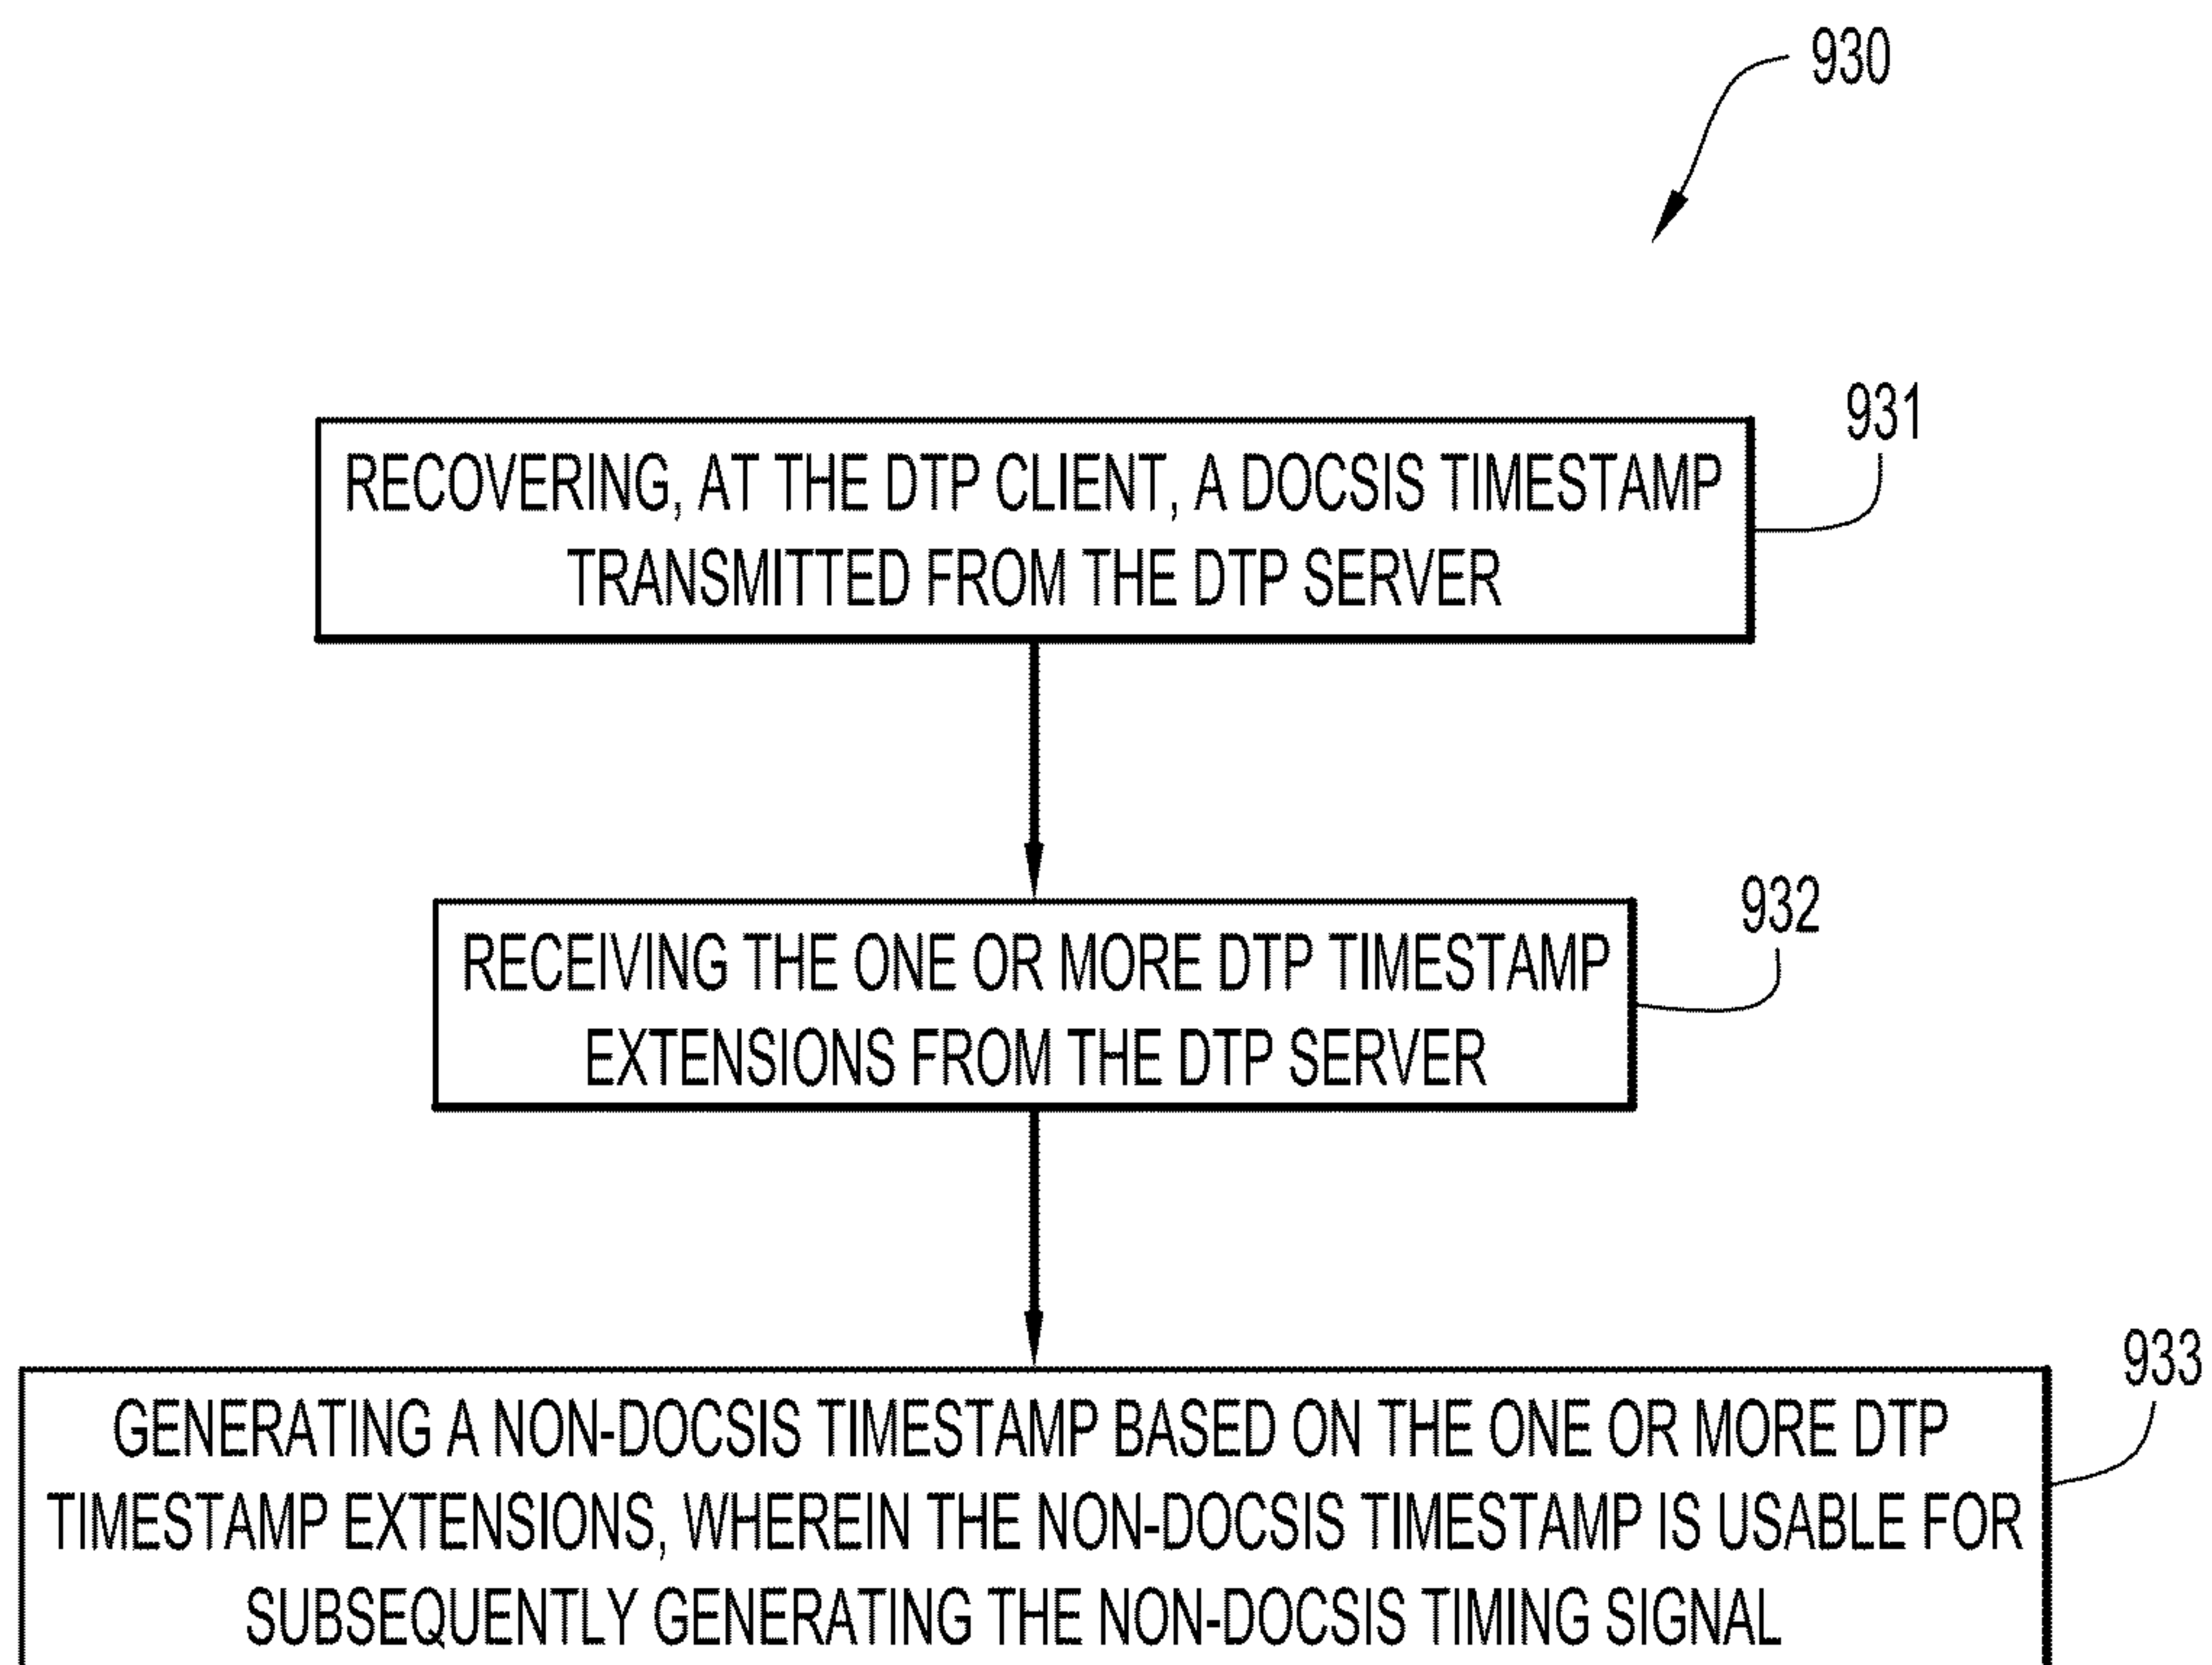 930
931
RECOVERING, AT THE DTP CLIENT, A DOCSIS TIMESTAMP
TRANSMITTED FROM THE DTP SERVER
932
RECEIVING THE ONE OR MORE DTP TIMESTAMP
EXTENSIONS FROM THE DTP SERVER
933
GENERATING A NON-DOCSIS TIMESTAMP BASED ON THE ONE OR MORE DTP
TIMESTAMP EXTENSIONS, WHEREIN THE NON-DOCSIS TIMESTAMP IS USABLE FOR
SUBSEQUENTLY GENERATING THE NON-DOCSIS TIMING SIGNAL